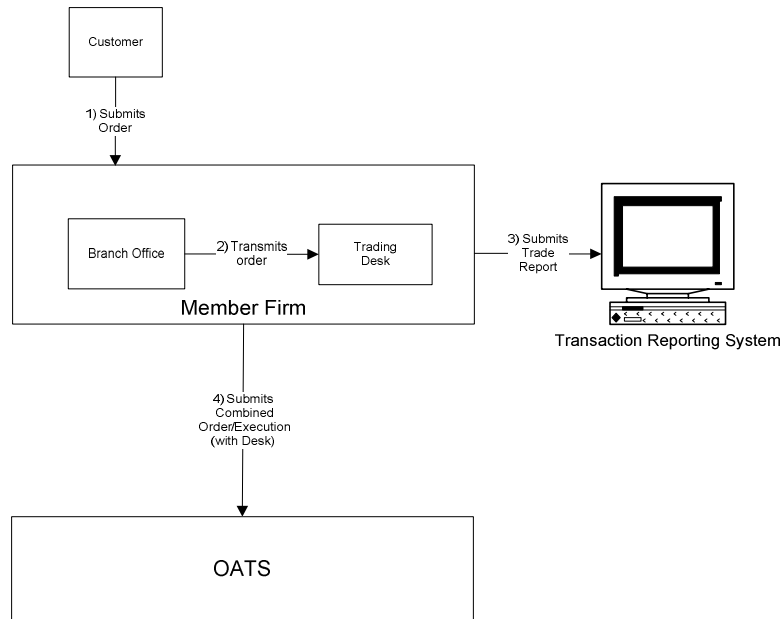 Customer
1) Submits
Order
Branch Office
2) Transmits
order
Trading
Desk
Member Firm
3) Submits
Trade
Report
Transaction Reporting System
4) Submits
Combined
Order/Execution
(with Desk)
OATS